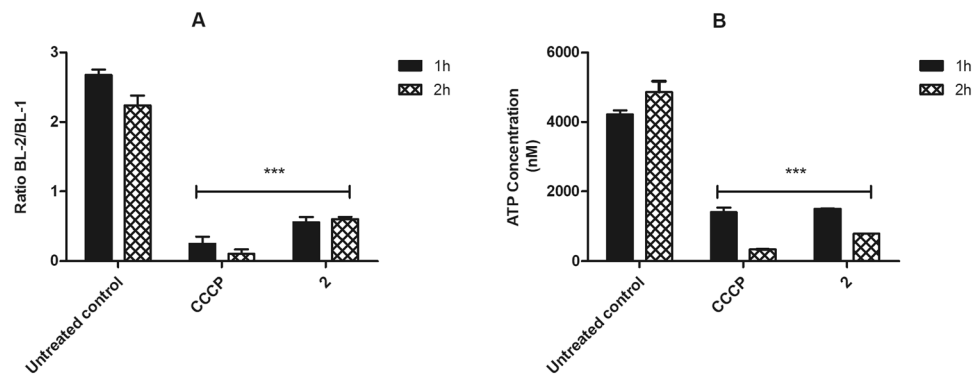 A
Ratio BL-2/BL-1
3
2
1
0
***
1h
2h
Untreated control
CCCP
2
B
ATP Concentration
(nM)
6000
4000
2000
0
***
1h
2h
Untreated control
CCCP
2